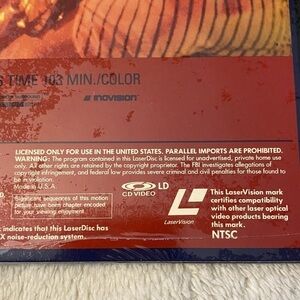 TIME 103 MIN./COLOR
INOVISION
LICENSED ONLY FOR USE IN THE UNITED STATES. PARALLEL IMPORTS ARE PROHIBITED.
WARNING: The program contained in this LaserDisc is licensed for unadvertised, private home
use only. All other rights are retained by the copyright proprietor. The FBI investigates allegations of
copyright infringement, and federal law provides severe criminal and civil penalties for those found to
be in violation.
Made in U.S.A.
Significant sequences of this motion
picture have been chapter encoded
for your viewing enjoyment
CD VIDEO
LD
LaserVision
This LaserVision mark
certifies compatibility
with other laser optical
video products bearing
this mark.
NTSC
indicates that this LaserDisc has
X noise-reduction system.